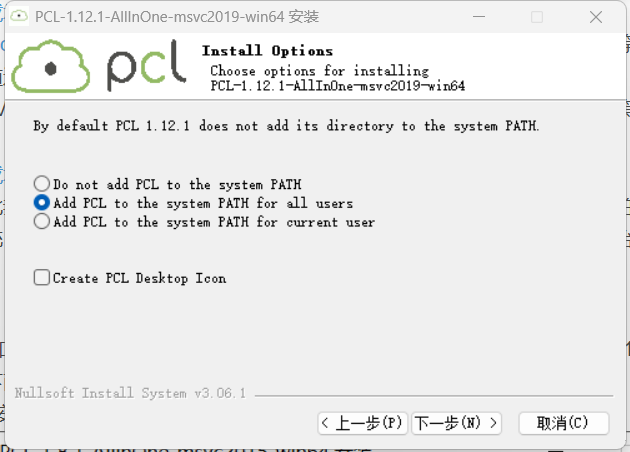 PCL-1.12.1-AllInOne-msvc2019-win64 安装
pcl
Install Options
Choose options for installing
PCL-1.12.1-AllInOne-msvc2019-win64
By default PCL 1.12.1 does not add its directory to the system PATH.
Do not add PCL to the system PATH
Add PCL to the system PATH for all users
Add PCL to the system PATH for current user
Create PCL Desktop Icon
Nullsoft Install System v3.06.1
< 上一步(P)
下一步(N) >
取消(C)